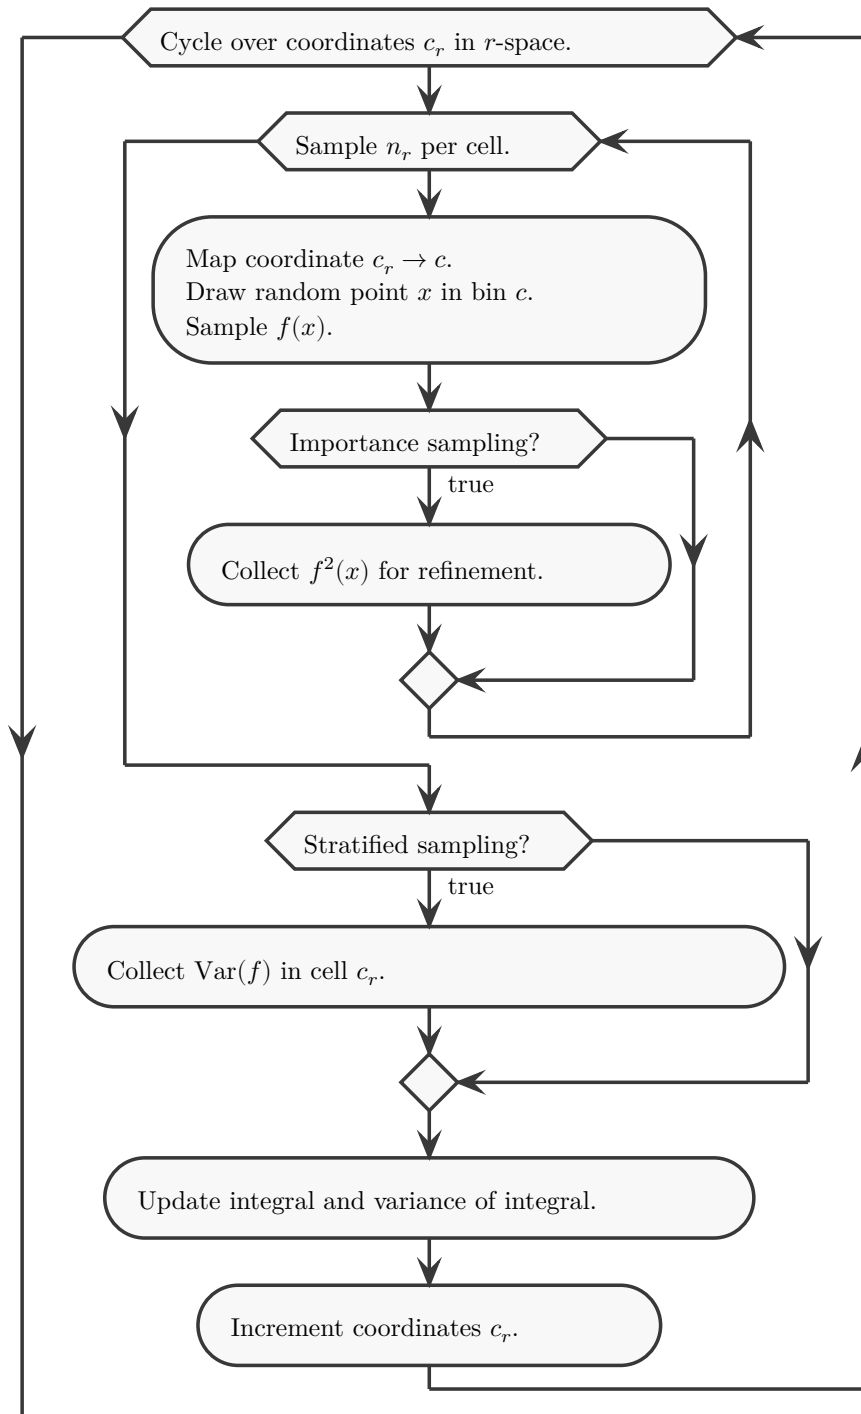 Cycle over coordinates $c_r$ in $r$-space.
Sample $n_r$ per cell.
Map coordinate $c_r \to c$.
Draw random point $x$ in bin $c$.
Sample $f(x)$.
Importance sampling?
true
Collect $f^2(x)$ for refinement.
Stratified sampling?
true
Collect Var$(f)$ in cell $c_r$.
Update integral and variance of integral.
Increment coordinates $c_r$.